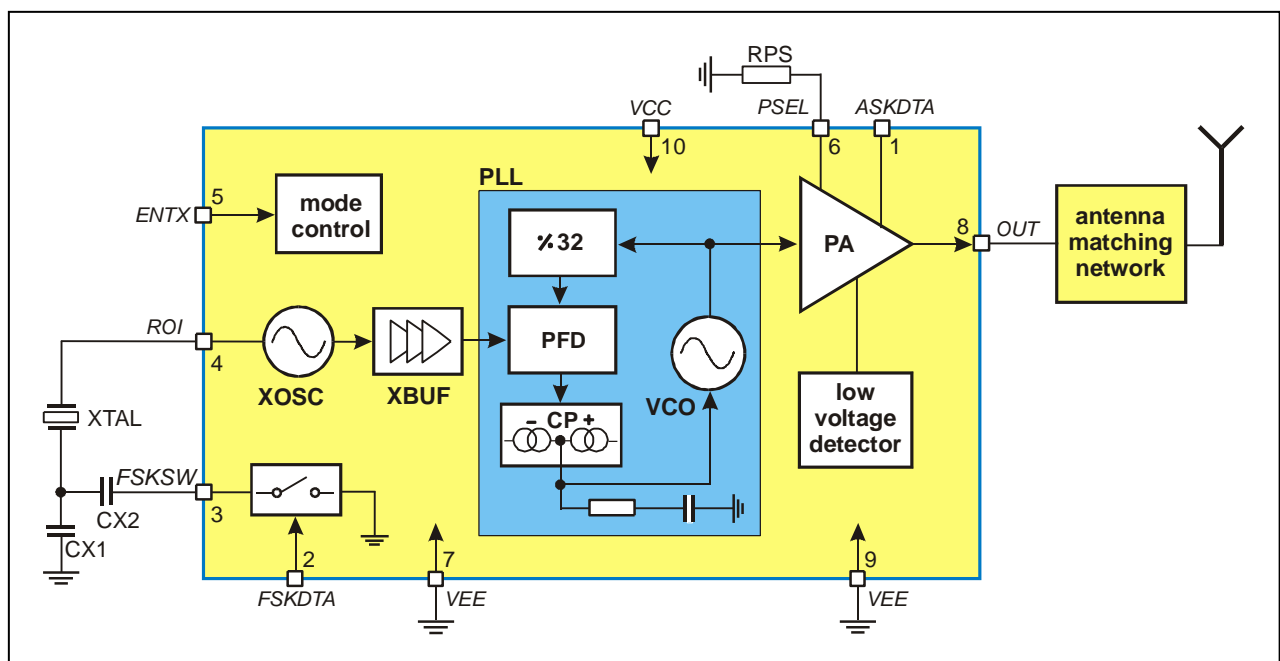 RPS
VCC
PSEL
ASKDTA
10
6
1
PLL
5
ENTX
mode
control
%32
PA
8
OUT
antenna
matching
network
ROI
4
XOSC
XBUF
PFD
VCO
low
voltage
detector
XTAL
- CP +
FSKSW
3
CX2
CX1
2
7
9
FSKDTA
VEE
VEE